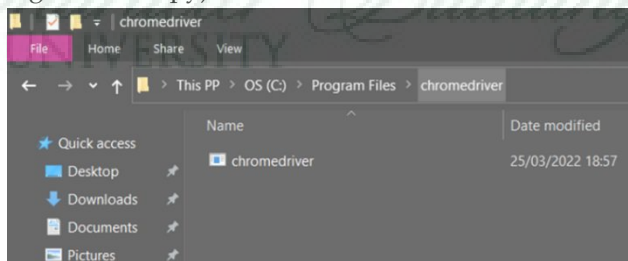 chromedriver
File Home Share View
UNIVERSITY
This PP > OS (C:) > Program Files > chromedriver
Name Date modified
Quick access
chromedriver 25/03/2022 18:57
Desktop
Downloads
Documents
Pictures